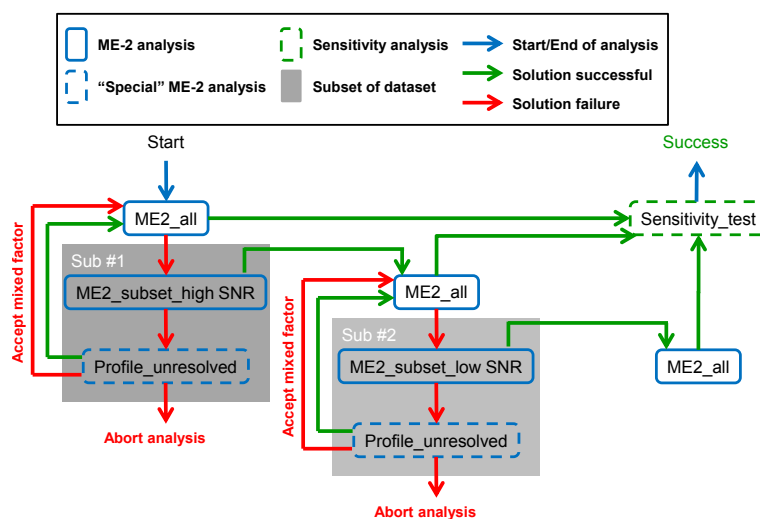 ME-2 analysis
Sensitivity analysis
Start/End of analysis
"Special" ME-2 analysis
Subset of dataset
Solution successful
Solution failure
Start
Success
Accept mixed factor
ME2_all
Sensitivity_test
Sub #1
ME2_subset_high SNR
ME2_all
Accept mixed factor
Sub #2
Profile_unresolved
ME2_subset_low SNR
ME2_all
Abort analysis
Profile_unresolved
Abort analysis